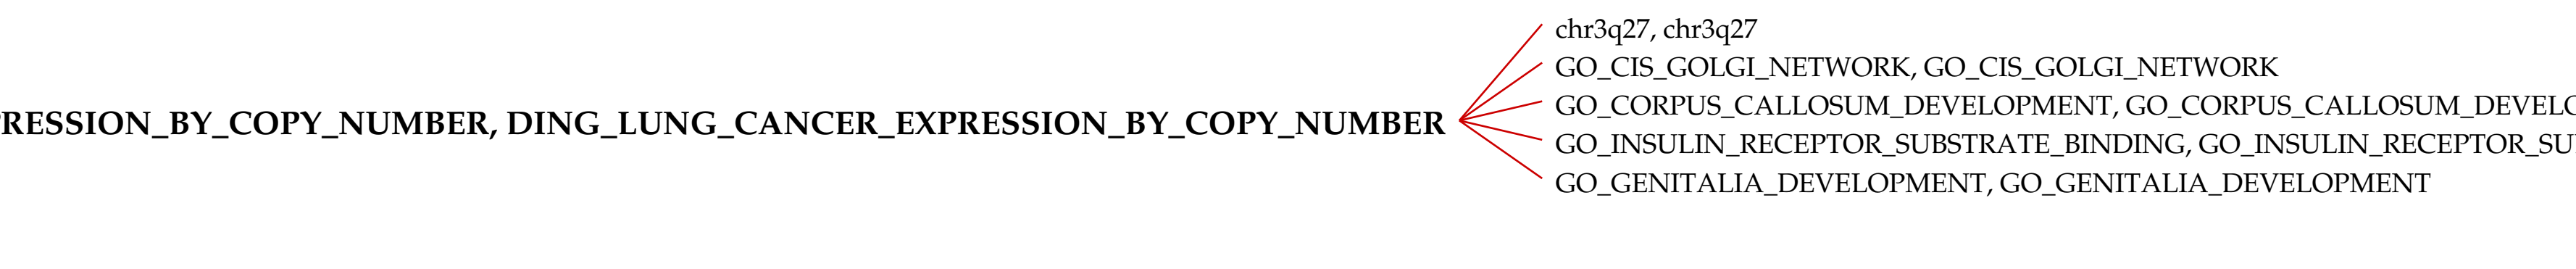 chr3q27, chr3q27
GO_CIS_GOLGI_NETWORK, GO_CIS_GOLGI_NETWORK
GO_CORPUS_CALLOSUM_DEVELOPMENT, GO_CORPUS_CALLOSUM_DEVELO
RESSION_BY_COPY_NUMBER, DING_LUNG_CANCER_EXPRESSION_BY_COPY_NUMBER
GO_INSULIN_RECEPTOR_SUBSTRATE_BINDING, GO_INSULIN_RECEPTOR_SU
GO_GENITALIA_DEVELOPMENT, GO_GENITALIA_DEVELOPMENT